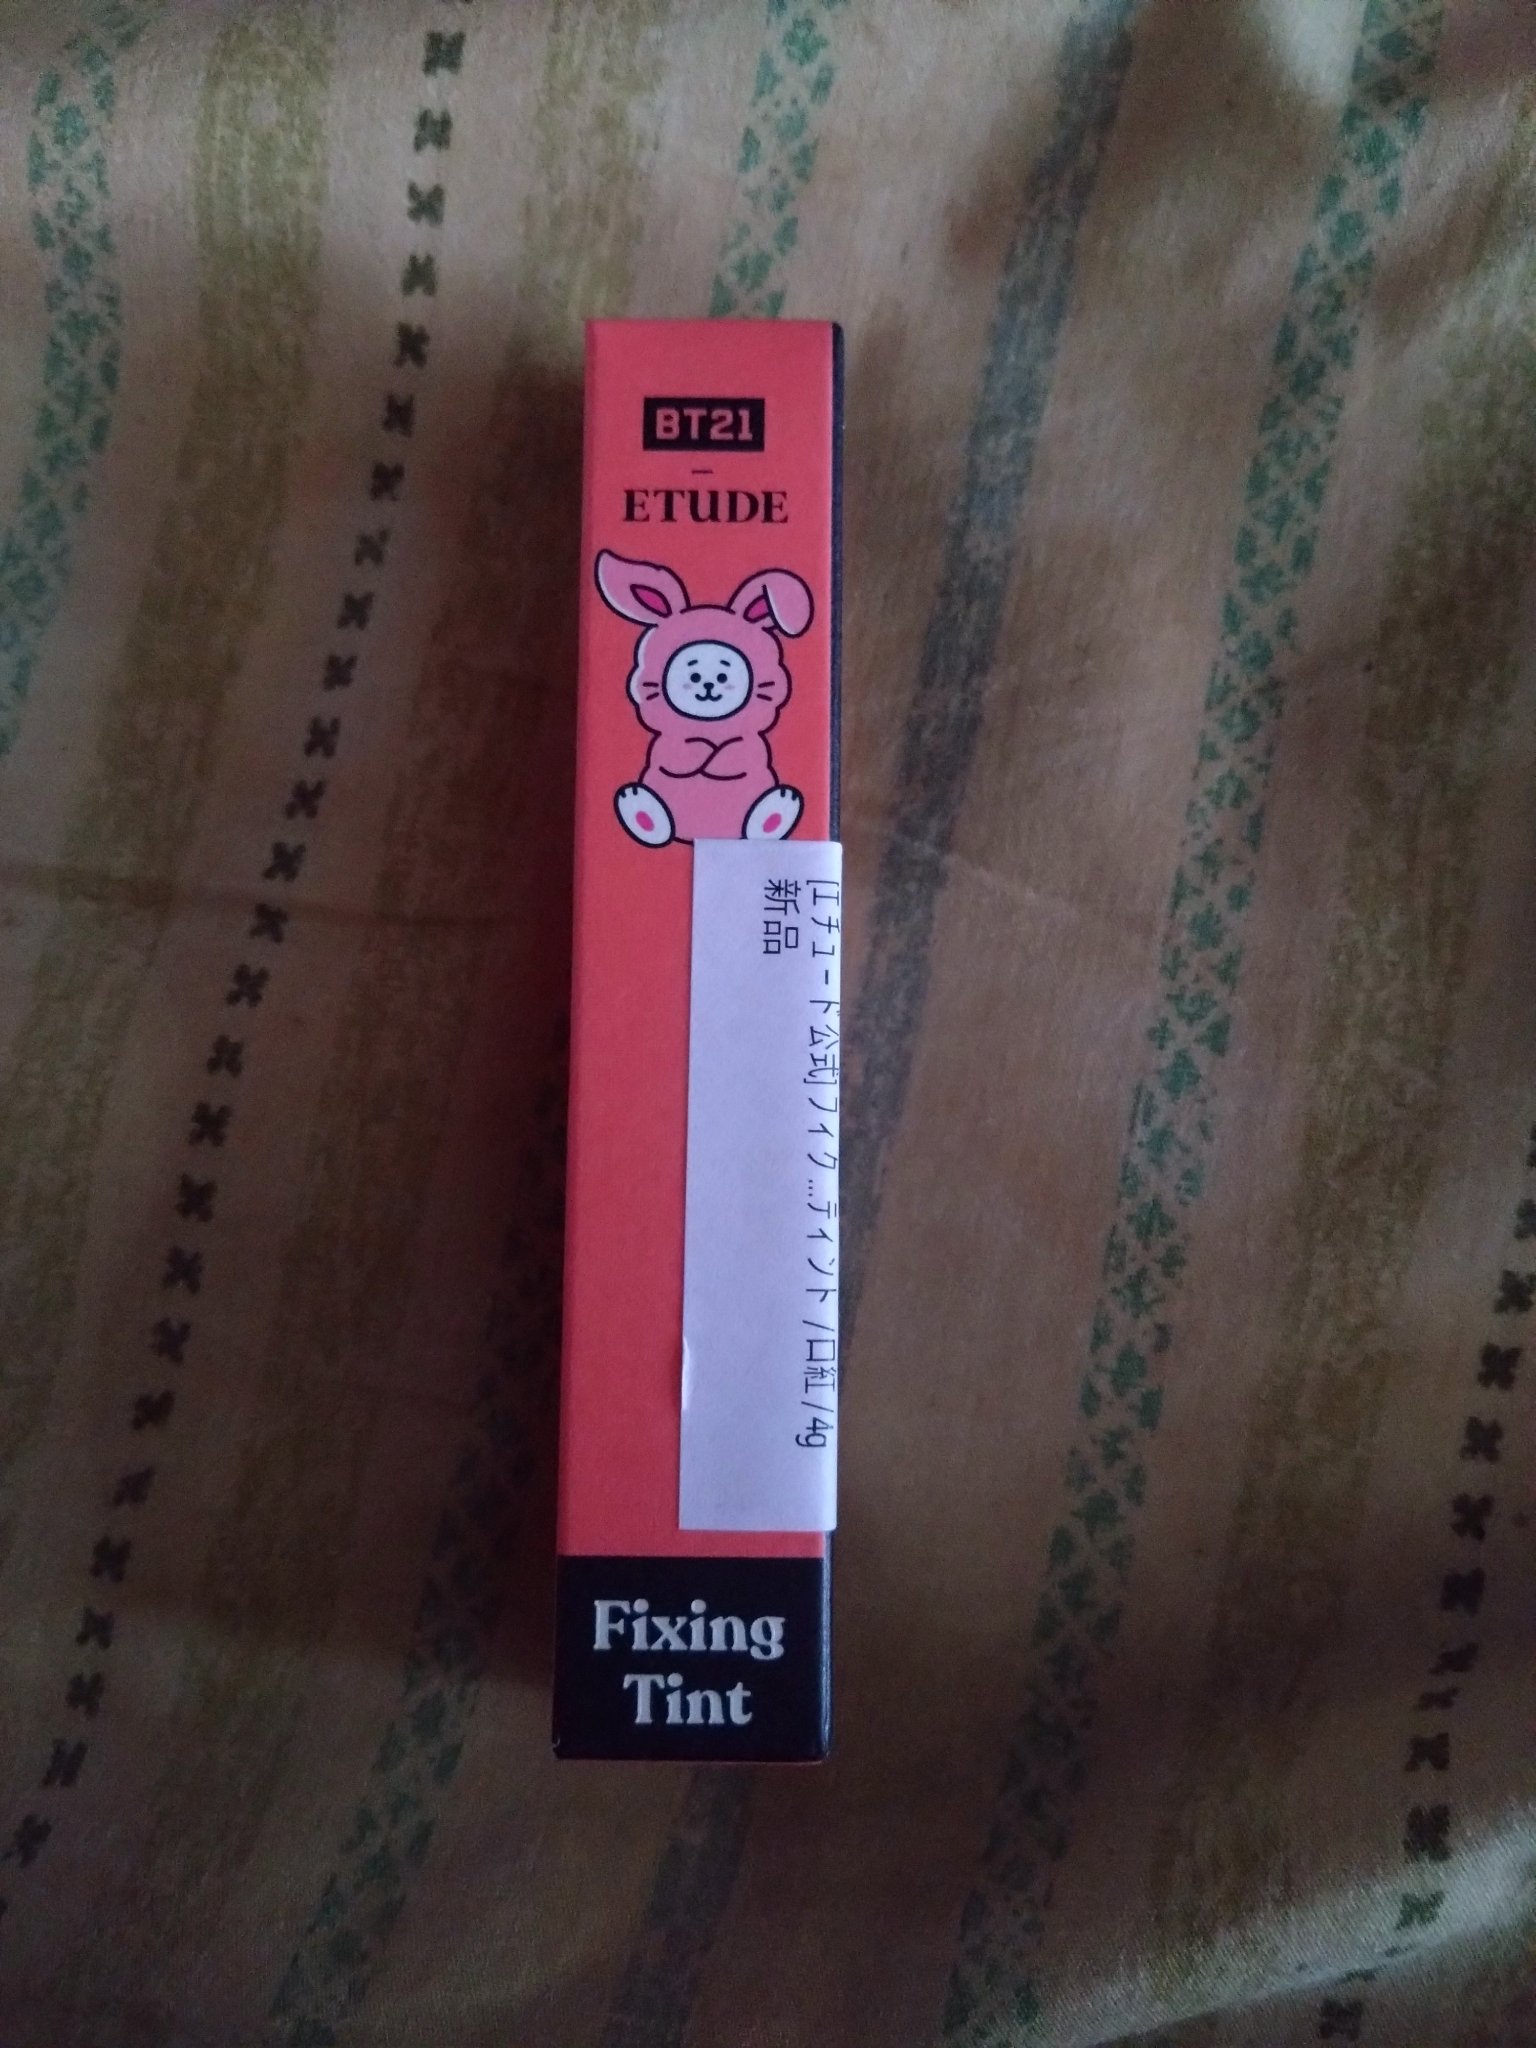 BT21
ETUDE
[エチュード公式]フィク...ティント/口紅/4g
新品
Fixing
Tint